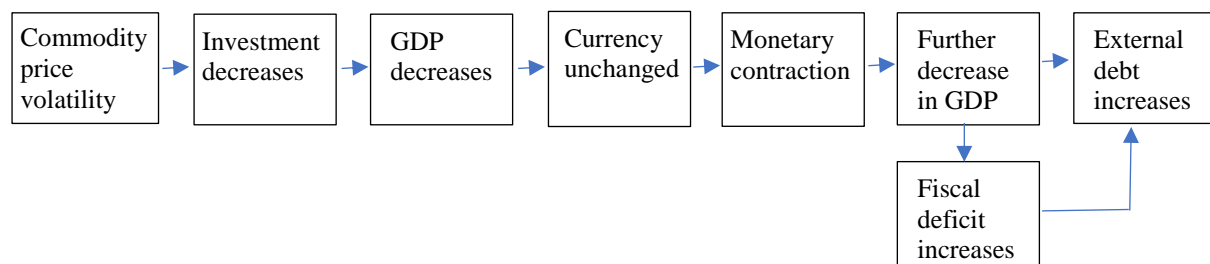 Commodity
price
volatility
Investment
decreases
GDP
decreases
Currency
unchanged
Monetary
contraction
Further
decrease
in GDP
External
debt
increases
Fiscal
deficit
increases